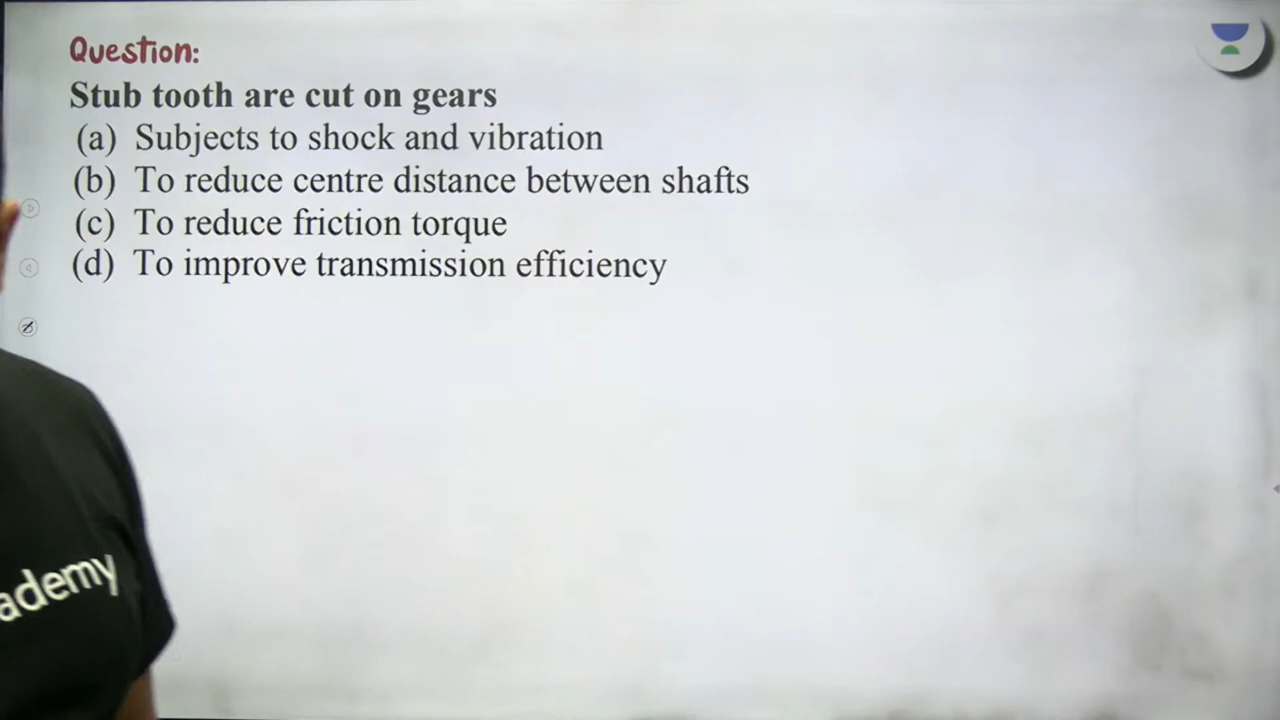 Question:
Stub tooth are cut on gears
(a) Subjects to shock and vibration
(b) To reduce centre distance between shafts
(c) To reduce friction torque
(d) To improve transmission efficiency
ademy